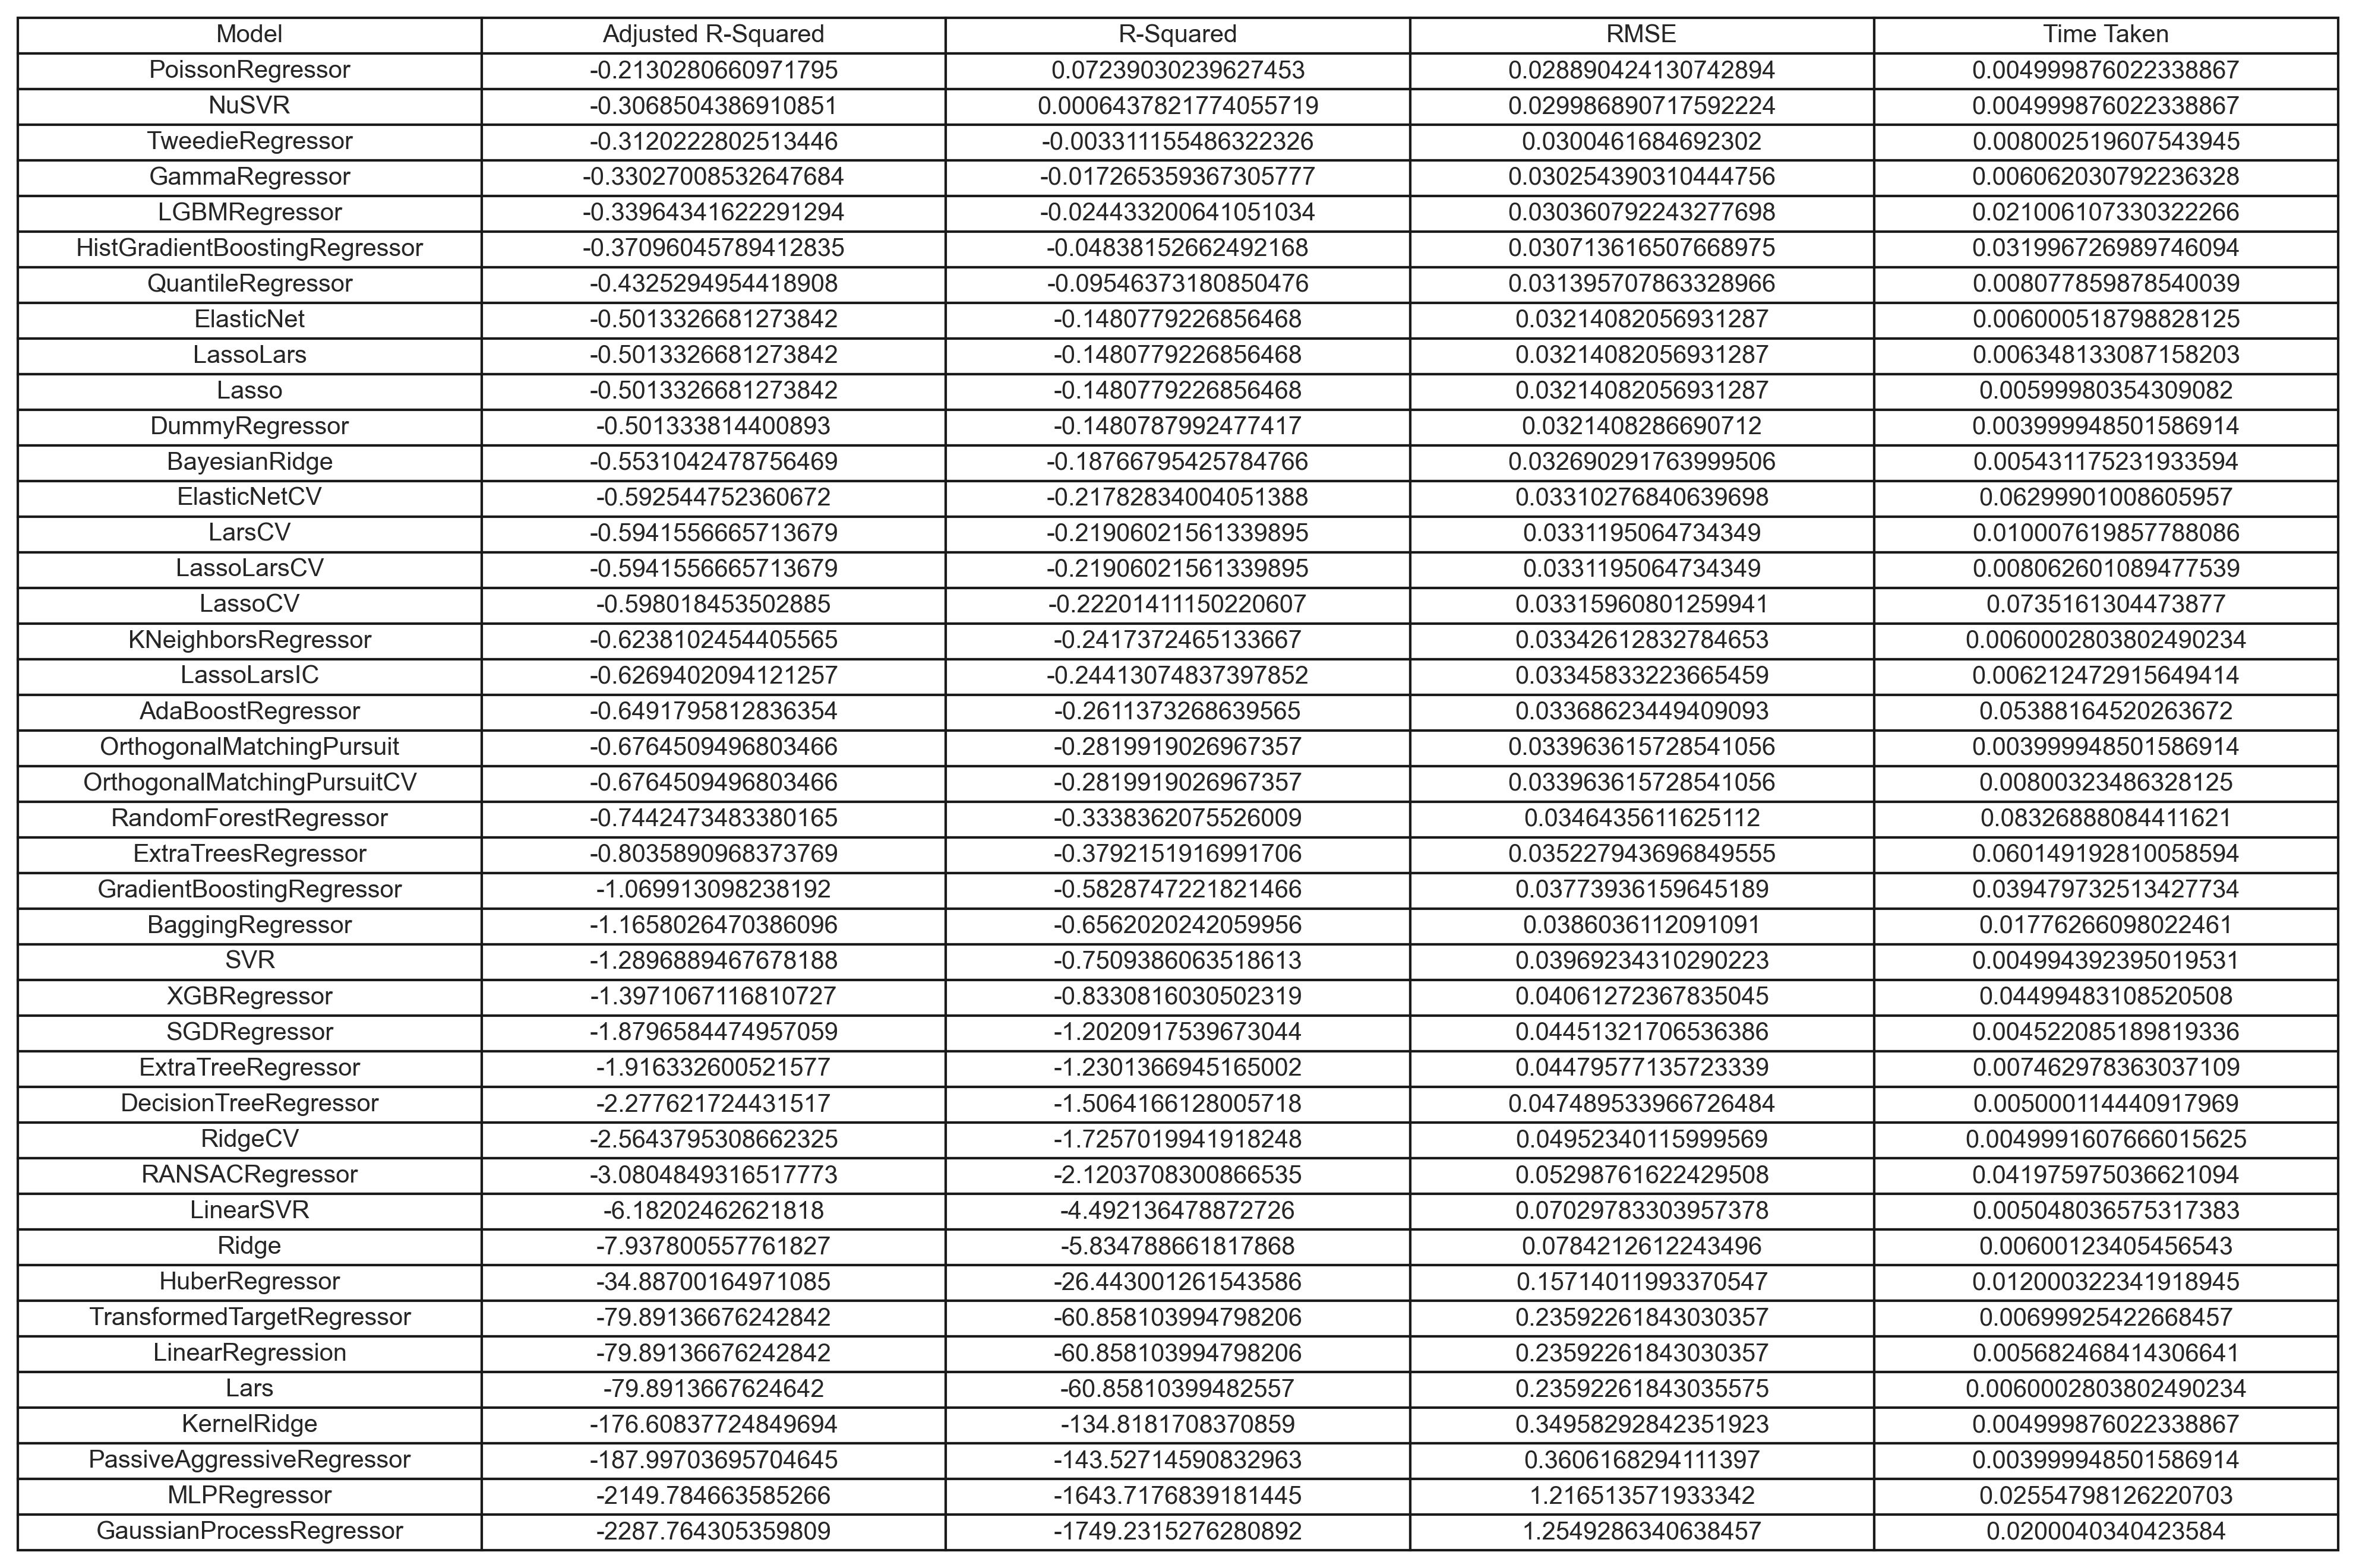 Model Adjusted R-Squared R-Squared RMSE Time Taken
PoissonRegressor -0.2130280660971795 0.07239030239627453 0.028890424130742894 0.004999876022338867
NuSVR -0.3068504386910851 0.0006437821774055719 0.029986890717592224 0.004999876022338867
TweedieRegressor -0.3120222802513446 -0.003311155486322326 0.0300461684692302 0.008002519607543945
GammaRegressor -0.33027008532647684 -0.017265359367305777 0.030254390310444756 0.006062030792236328
LGBMRegressor -0.33964341622291294 -0.024433200641051034 0.030360792243277698 0.021006107330322266
HistGradientBoostingRegressor -0.37096045789412835 -0.04838152662492168 0.030713616507668975 0.031996726989746094
QuantileRegressor -0.4325294954418908 -0.09546373180850476 0.031395707863328966 0.008077859878540039
ElasticNet -0.5013326681273842 -0.1480779226856468 0.03214082056931287 0.006000518798828125
LassoLars -0.5013326681273842 -0.1480779226856468 0.03214082056931287 0.006348133087158203
Lasso -0.5013326681273842 -0.1480779226856468 0.03214082056931287 0.00599980354309082
DummyRegressor -0.501333814400893 -0.1480787992477417 0.0321408286690712 0.003999948501586914
BayesianRidge -0.5531042478756469 -0.18766795425784766 0.032690291763999506 0.005431175231933594
ElasticNetCV -0.592544752360672 -0.21782834004051388 0.03310276840639698 0.06299901008605957
LarsCV -0.5941556665713679 -0.21906021561339895 0.0331195064734349 0.010007619857788086
LassoLarsCV -0.5941556665713679 -0.21906021561339895 0.0331195064734349 0.008062601089477539
LassoCV -0.598018453502885 -0.22201411150220607 0.03315960801259941 0.0735161304473877
KNeighborsRegressor -0.6238102454405565 -0.2417372465133667 0.03342612832784653 0.0060002803802490234
LassoLarsIC -0.6269402094121257 -0.24413074837397852 0.03345833223665459 0.006212472915649414
AdaBoostRegressor -0.6491795812836354 -0.2611373268639565 0.03368623449409093 0.05388164520263672
OrthogonalMatchingPursuit -0.6764509496803466 -0.2819919026967357 0.033963615728541056 0.003999948501586914
OrthogonalMatchingPursuitCV -0.6764509496803466 -0.2819919026967357 0.033963615728541056 0.00800323486328125
RandomForestRegressor -0.7442473483380165 -0.3338362075526009 0.0346435611625112 0.08326888084411621
ExtraTreesRegressor -0.8035890968373769 -0.3792151916991706 0.035227943696849555 0.060149192810058594
GradientBoostingRegressor -1.069913098238192 -0.5828747221821466 0.03773936159645189 0.039479732513427734
BaggingRegressor -1.1658026470386096 -0.6562020242059956 0.0386036112091091 0.017762660980222461
SVR -1.2896889467678188 -0.7509386063518613 0.03969234310290223 0.004994392395019531
XGBRegressor -1.3971067116810727 -0.8330816030502319 0.04061272367835045 0.04499483108520508
SGDRegressor -1.8796584474957059 -1.2020917539673044 0.04451321706536386 0.00452208518981933​6
ExtraTreeRegressor -1.916332600521577 -1.2301366945165002 0.04479577135723339 0.007462978363037109
DecisionTreeRegressor -2.277621724431517 -1.5064166128005718 0.047489533966726484 0.005000114440917969
RidgeCV -2.5643795308662325 -1.7257019941918248 0.04952340115999569 0.0049991607666015625
RANSACRegressor -3.0804849316517773 -2.1203708300866535 0.05298761622429508 0.041975975036621094
LinearSVR -6.18202462621818 -4.492136478872726 0.07029783303957378 0.005048036575317383
Ridge -7.937800557761827 -5.834788661817868 0.0784212612243496 0.00600123405456543
HuberRegressor -34.88700164971085 -26.443001261543586 0.15714011993370547 0.012000322341918945
TransformedTargetRegressor -79.89136676242842 -60.858103994798206 0.23592261843030357 0.00699925422668457
LinearRegression -79.89136676242842 -60.858103994798206 0.23592261843030357 0.005682468414306641
Lars -79.8913667624642 -60.85810399482557 0.23592261843035575 0.0060002803802490234
KernelRidge -176.60837724849694 -134.8181708370859 0.34958292842351923 0.004999876022338867
PassiveAggressiveRegressor -187.99703695704645 -143.52714590832963 0.3606168294111397 0.003999948501586914
MLPRegressor -2149.784663585266 -1643.7176839181445 1.216513571933342 0.02554798126220703
GaussianProcessRegressor -2287.764305359809 -1749.2315276280892 1.2549286340638457 0.0200040340423584